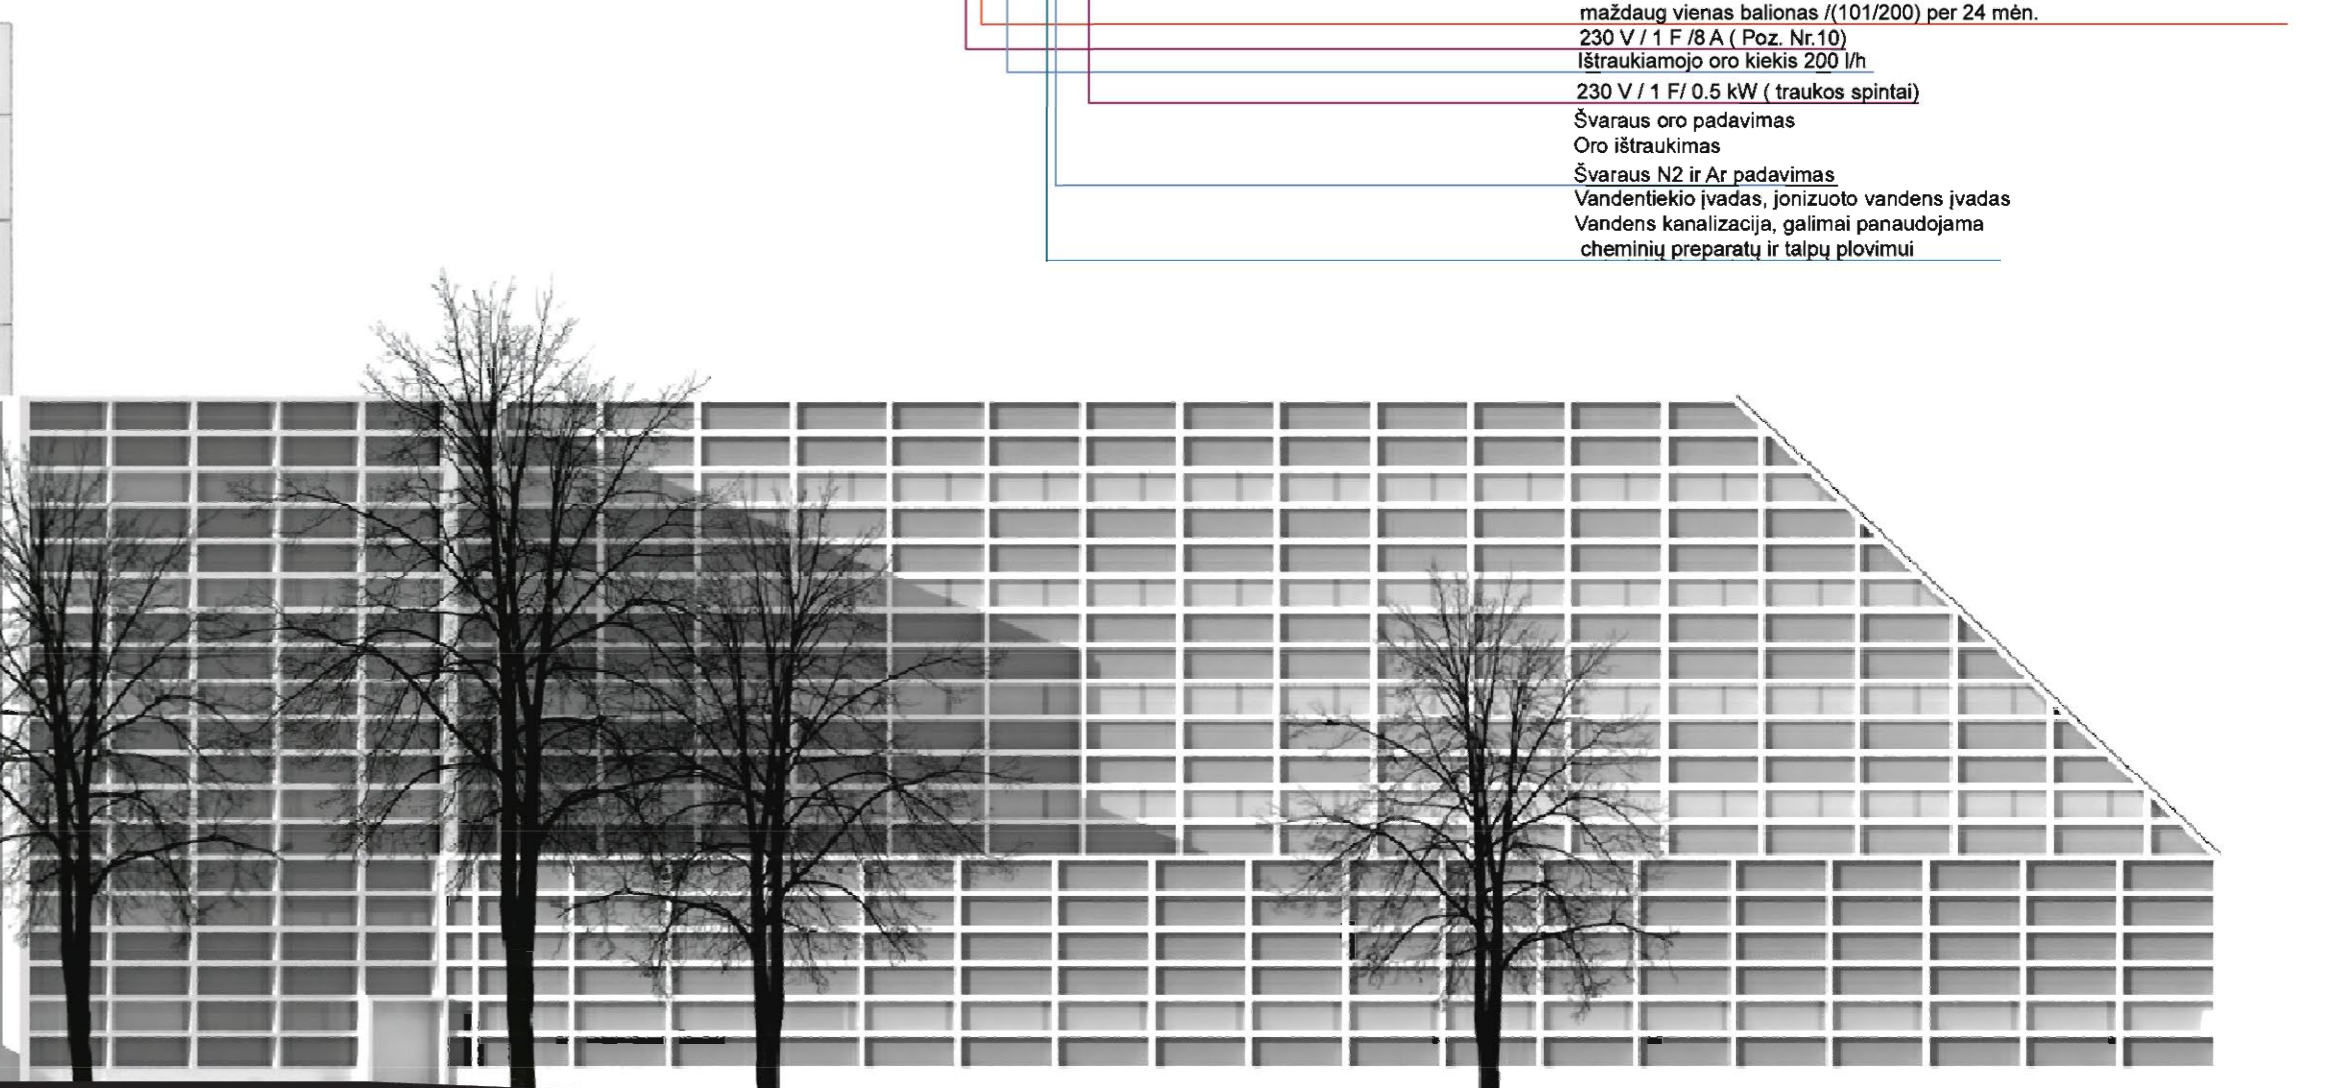 maždaug vienas balionas /(101/200) per 24 mėn.
230 V / 1 F /8 A ( Poz. Nr.10)
Ištraukiamojo oro kiekis 200 l/h
230 V / 1 F/ 0.5 kW ( traukos spintai)
Švaraus oro padavimas
Oro ištraukimas
Švaraus N2 ir Ar padavimas
Vandentiekio įvadas, jonizuoto vandens įvadas
Vandens kanalizacija, galimai panaudojama
cheminių preparatų ir talpų plovimui